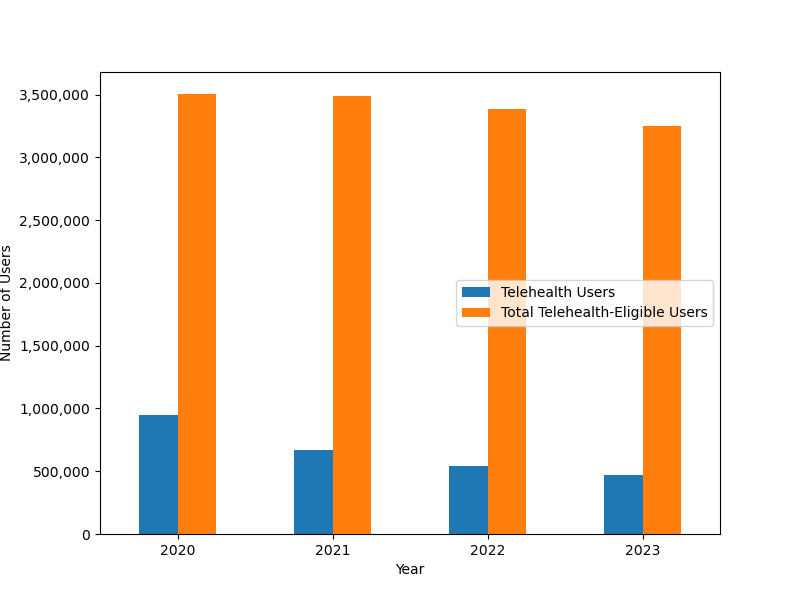 3,500,000
3,000,000
2,500,000
2,000,000
1,500,000
1,000,000
500,000
0
Number of Users
Telehealth Users
Total Telehealth-Eligible Users
2020 2021 2022 2023
Year